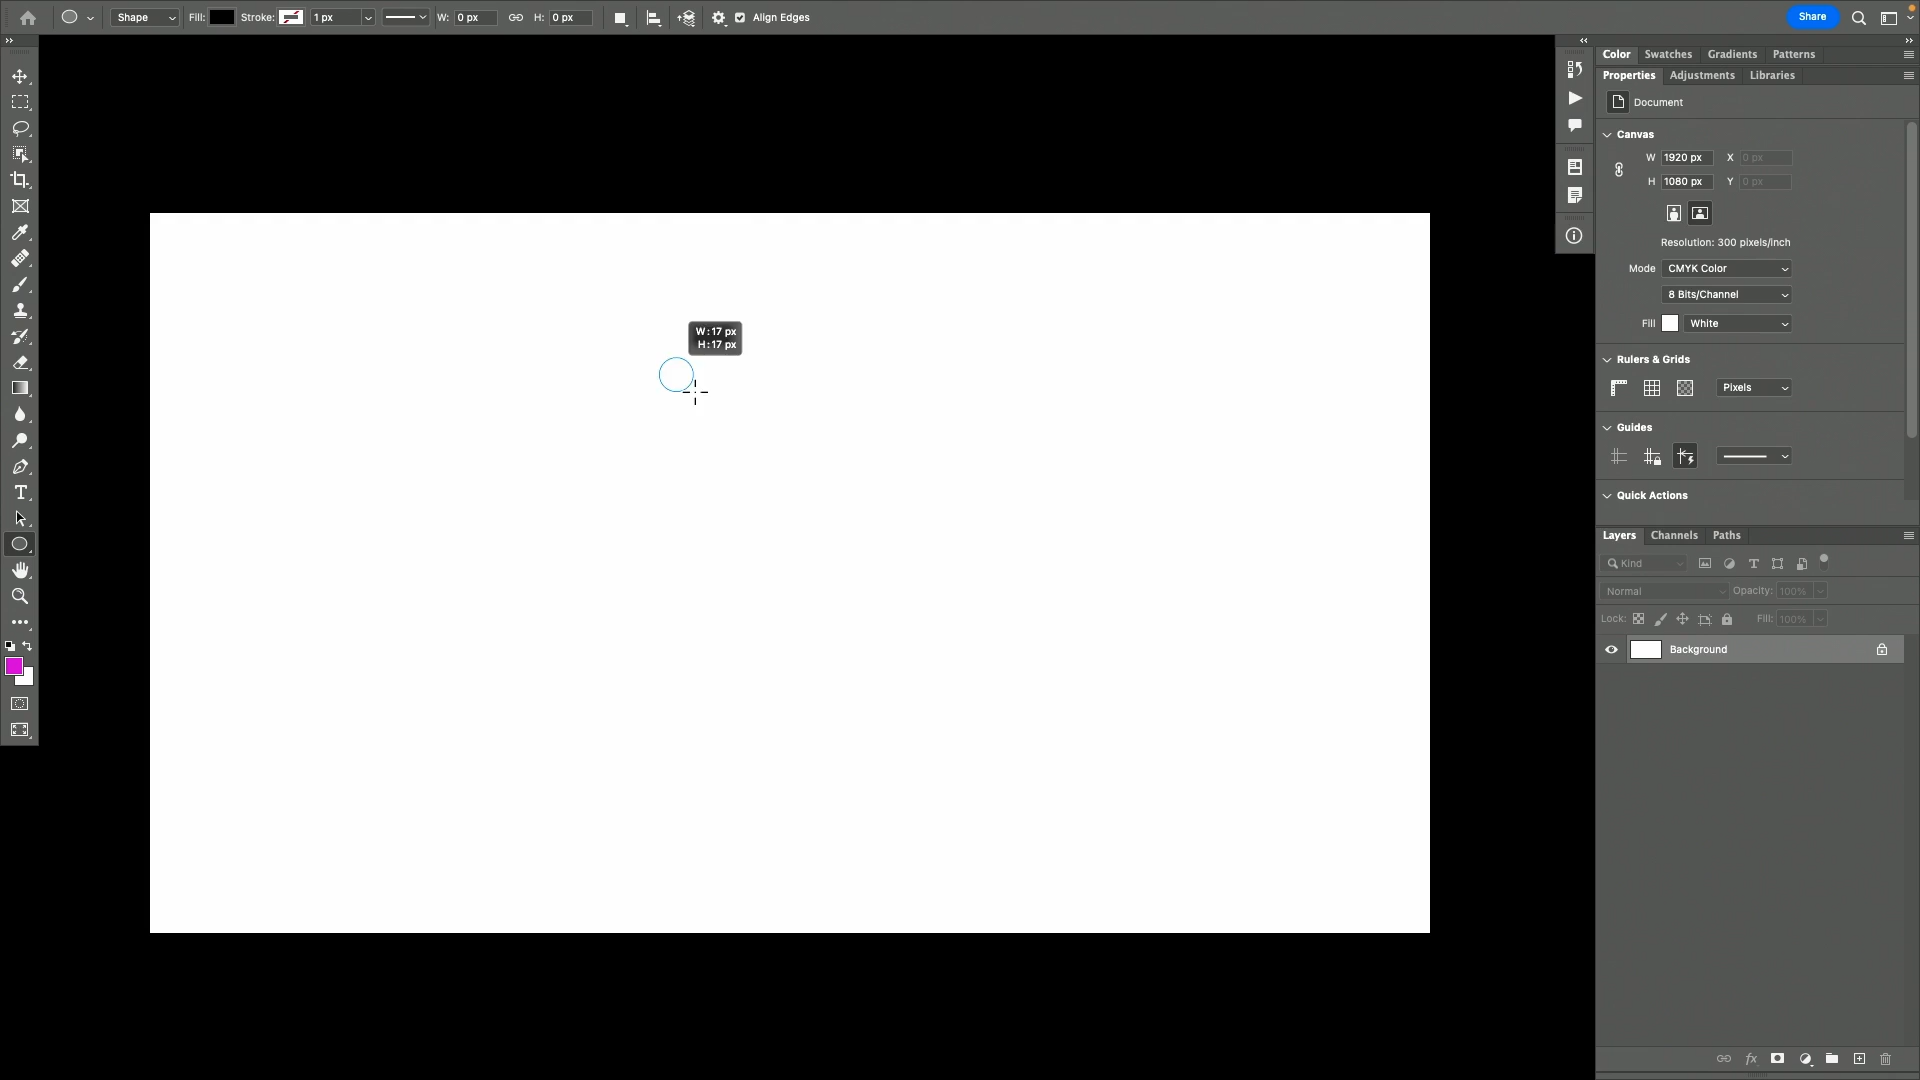 Shape Fill: Stroke: 1 px W: 0 px H: 0 px Align Edges Share
Color Swatches Gradients Patterns
Properties Adjustments Libraries
Document
Canvas
W 1920 px X 0 px
H 1080 px Y 0 px
Resolution: 300 pixels/inch
Mode CMYK Color
8 Bits/Channel
Fill White
W : 17 px
H : 17 px
Rulers & Grids
Pixels
Guides
Quick Actions
Layers Channels Paths
Kind
Normal Opacity: 100%
Lock: Fill: 100%
Background
fx